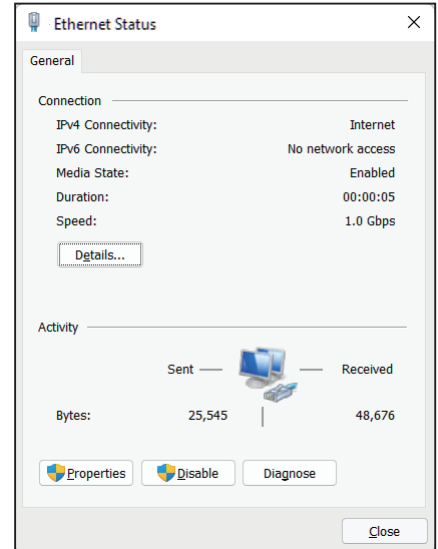 Ethernet Status
General
Connection
IPv4 Connectivity: Internet
IPv6 Connectivity: No network access
Media State: Enabled
Duration: 00:00:05
Speed: 1.0 Gbps
Details...
Activity
Sent Received
Bytes: 25,545 48,676
Properties Disable Diagnose
Close